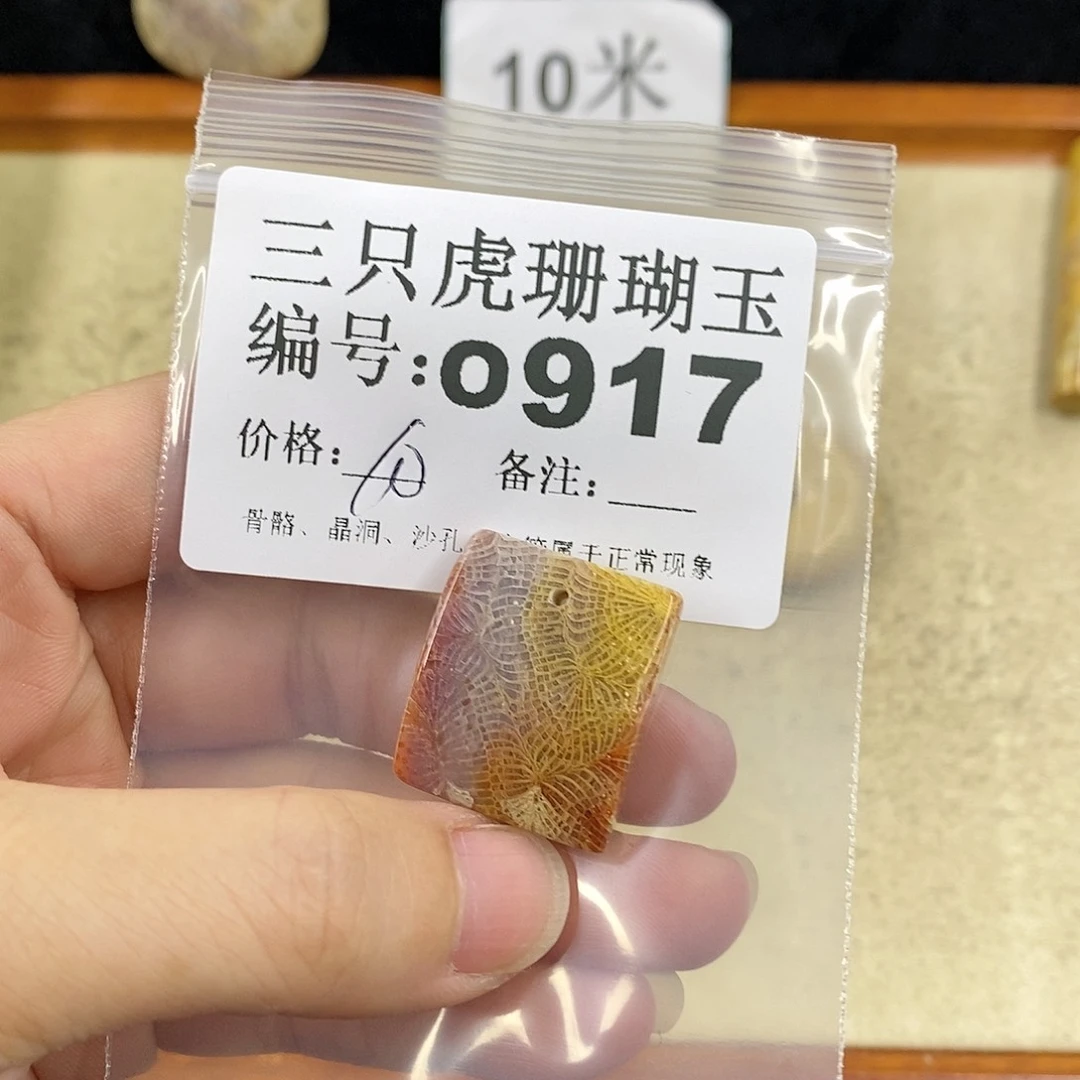 10米
三只虎珊瑚玉
编号:0917
价格: 备注:
骨骼、晶洞、沙孔 属于正常现象